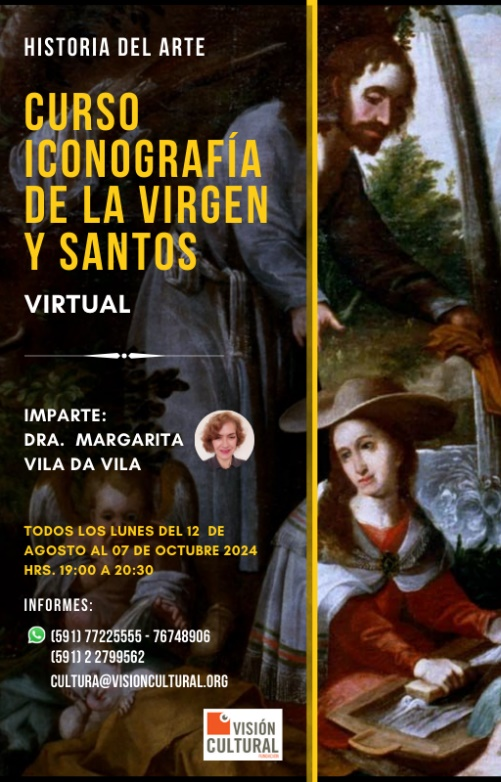 HISTORIA DEL ARTE
CURSO
ICONOGRAFÍA
DE LA VIRGEN
Y SANTOS
VIRTUAL
IMPARTE:
DRA. MARGARITA
VILA DA VILA
TODOS LOS LUNES DEL 12 DE
AGOSTO AL 07 DE OCTUBRE 2024
HRS. 19:00 A 20:30
INFORMES:
(591) 77225555 - 76748906
(591) 2 2799562
CULTURA@VISIONCULTURAL.ORG
VISIÓN
CULTURAL
FUNDACIÓN